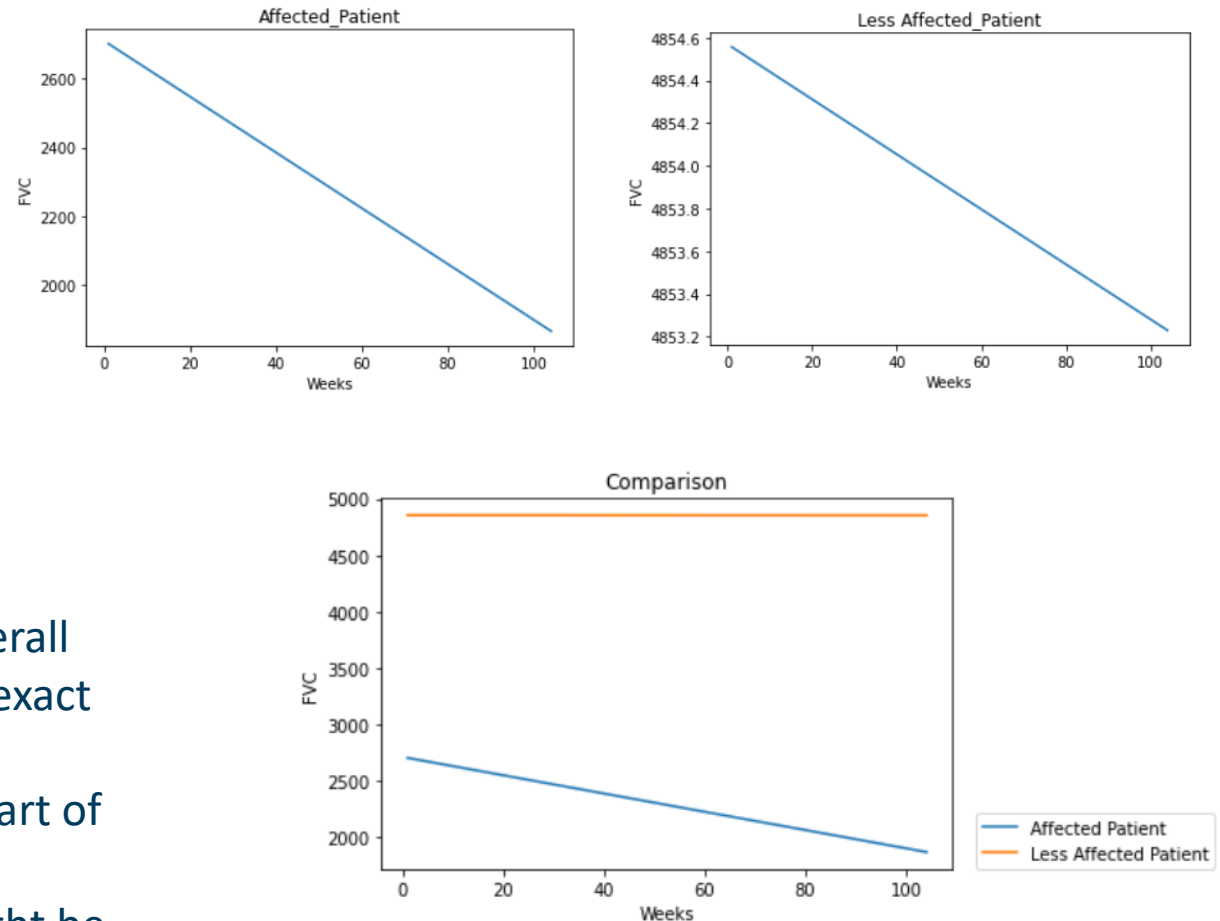 Affected_Patient
2600
2400
2200
2000
FVC
0 20 40 60 80 100
Weeks
Less Affected_Patient
4854.6
4854.4
4854.2
4854.0
4853.8
4853.6
4853.4
4853.2
FVC
0 20 40 60 80 100
Weeks
erall
exact
art of
Comparison
5000
4500
4000
3500
3000
2500
2000
FVC
0 20 40 60 80 100
Weeks
Affected Patient
Less Affected Patient
ght be